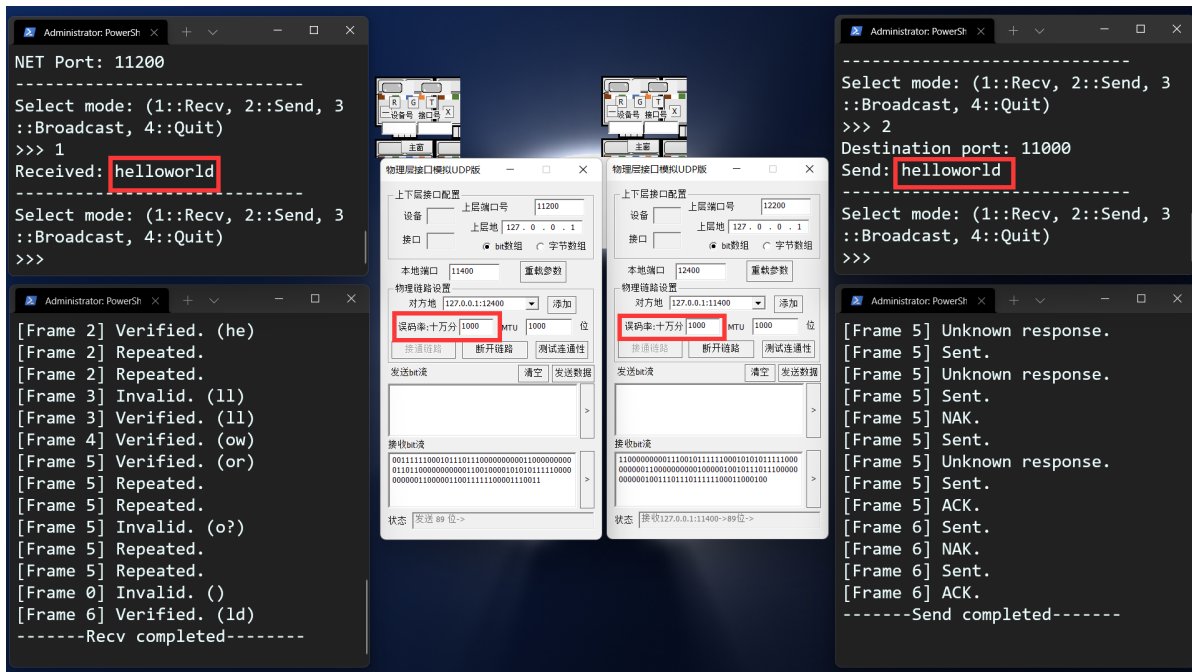 Administrator: PowerSh
NET Port: 11200
------------------------------
Select mode: (1::Recv, 2::Send, 3
::Broadcast, 4::Quit)
>>> 1
Received: helloworld
------------------------------
Select mode: (1::Recv, 2::Send, 3
::Broadcast, 4::Quit)
>>>
Administrator: PowerSh
[Frame 2] Verified. (he)
[Frame 2] Repeated.
[Frame 2] Repeated.
[Frame 3] Invalid. (ll)
[Frame 3] Verified. (ll)
[Frame 4] Verified. (ow)
[Frame 5] Verified. (or)
[Frame 5] Repeated.
[Frame 5] Repeated.
[Frame 5] Invalid. (o?)
[Frame 5] Repeated.
[Frame 5] Repeated.
[Frame 0] Invalid. ()
[Frame 6] Verified. (ld)
-------Recv completed--------
R G T X
二设备号 接口号
主窗
物理层接口模拟UDP版
上下层接口配置
设备 上层端口号 11200
上层地 127 . 0 . 0 . 1
接口 bit数组 字节数组
本地端口 11400 重载参数
物理链路设置
对方地 127.0.0.1:12400 添加
误码率:十万分 1000 MTU 1000 位
接通链路 断开链路 测试连通性
发送bit流 清空 发送数据
>
接收bit流
>
状态 发送 89 位->
R G T X
二设备号 接口号
主窗
物理层接口模拟UDP版
上下层接口配置
设备 上层端口号 12200
上层地 127 . 0 . 0 . 1
接口 bit数组 字节数组
本地端口 12400 重载参数
物理链路设置
对方地 127.0.0.1:11400 添加
误码率:十万分 1000 MTU 1000 位
接通链路 断开链路 测试连通性
发送bit流 清空 发送数据
>
接收bit流
>
状态 接收127.0.0.1:11400->89位->
Administrator: PowerSh
------------------------------
Select mode: (1::Recv, 2::Send, 3
::Broadcast, 4::Quit)
>>> 2
Destination port: 11000
Send: helloworld
------------------------------
Select mode: (1::Recv, 2::Send, 3
::Broadcast, 4::Quit)
>>>
Administrator: PowerSh
[Frame 5] Unknown response.
[Frame 5] Sent.
[Frame 5] Unknown response.
[Frame 5] Sent.
[Frame 5] NAK.
[Frame 5] Sent.
[Frame 5] Unknown response.
[Frame 5] Sent.
[Frame 5] ACK.
[Frame 6] Sent.
[Frame 6] NAK.
[Frame 6] Sent.
[Frame 6] ACK.
-------Send completed-------